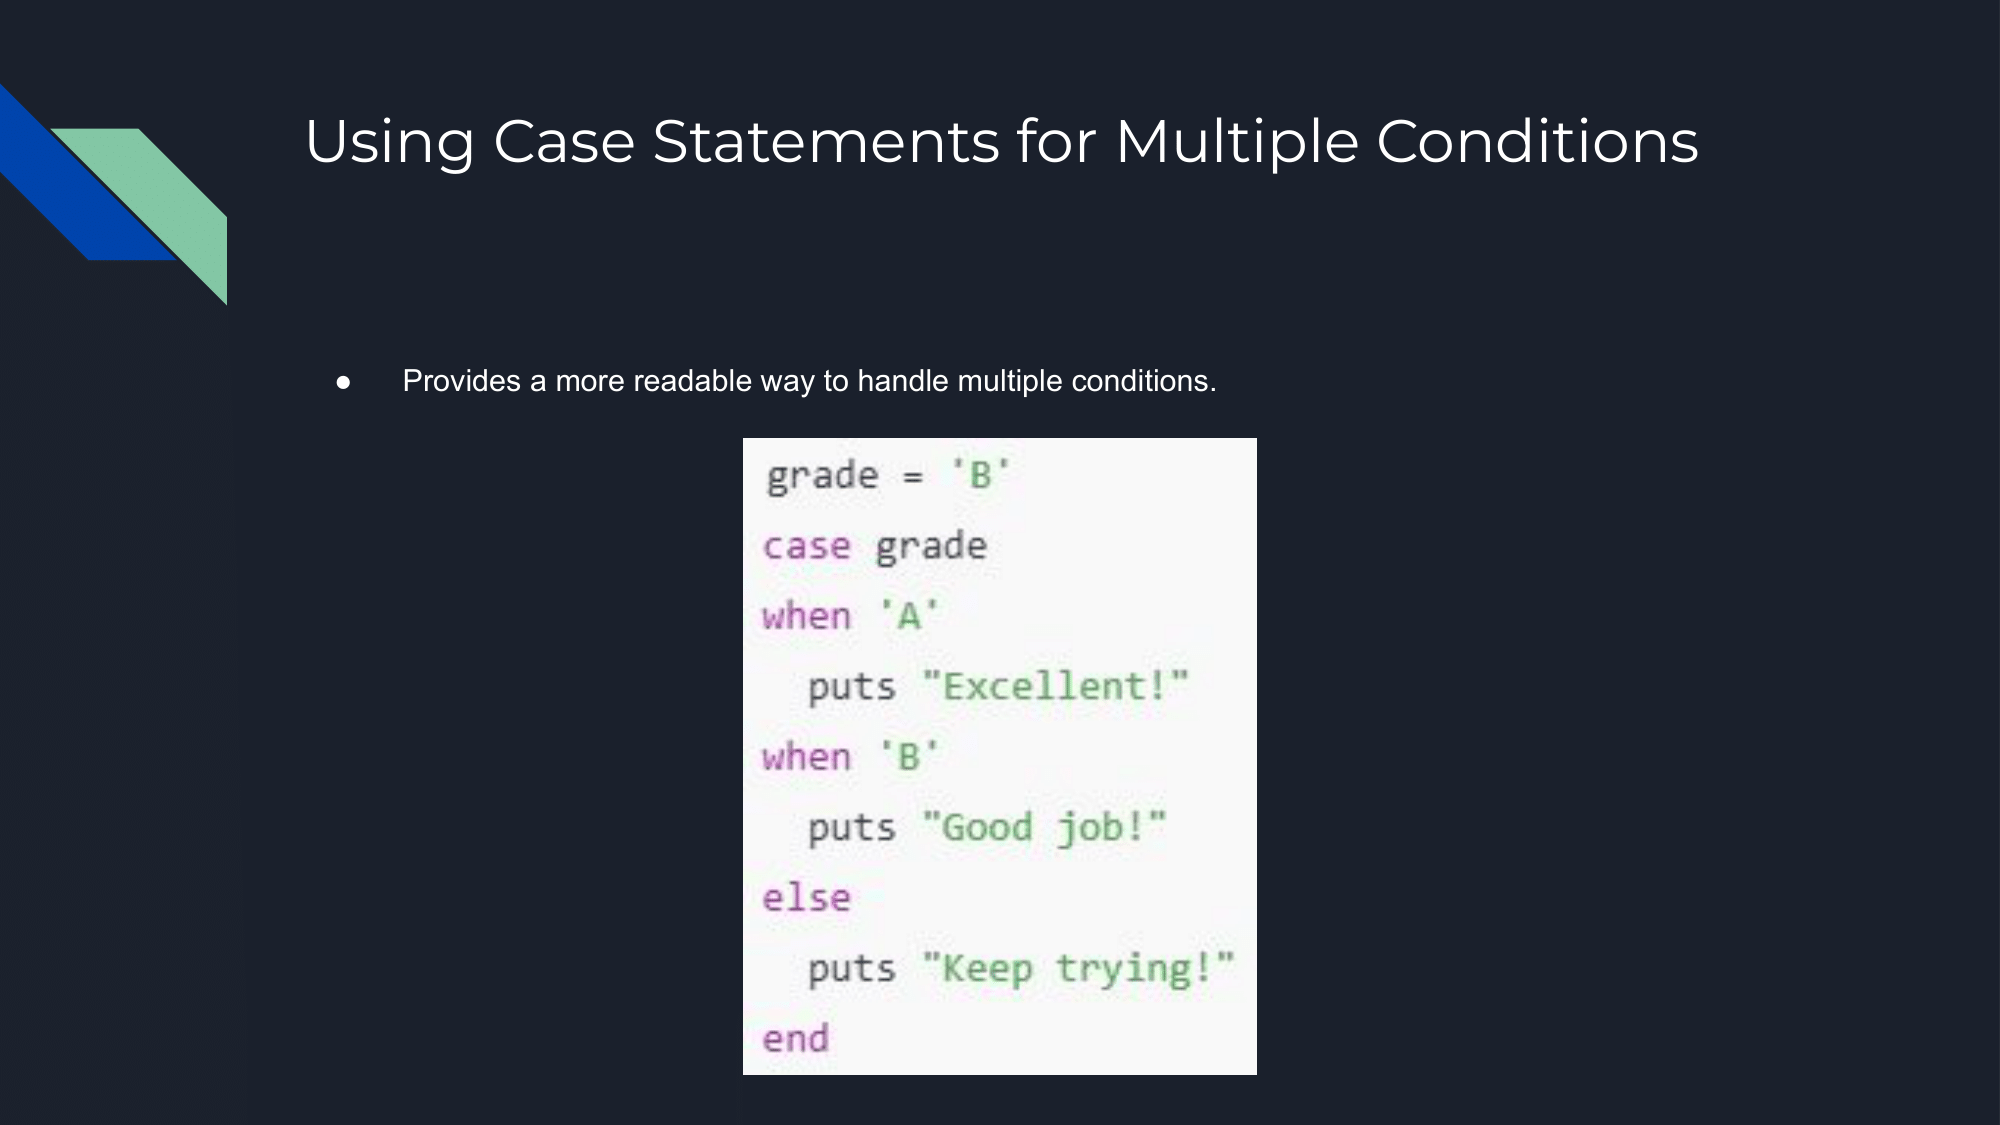 Using Case Statements for Multiple Conditions
● Provides a more readable way to handle multiple conditions.
grade = 'B'
case grade
when 'A'
  puts "Excellent!"
when 'B'
  puts "Good job!"
else
  puts "Keep trying!"
end